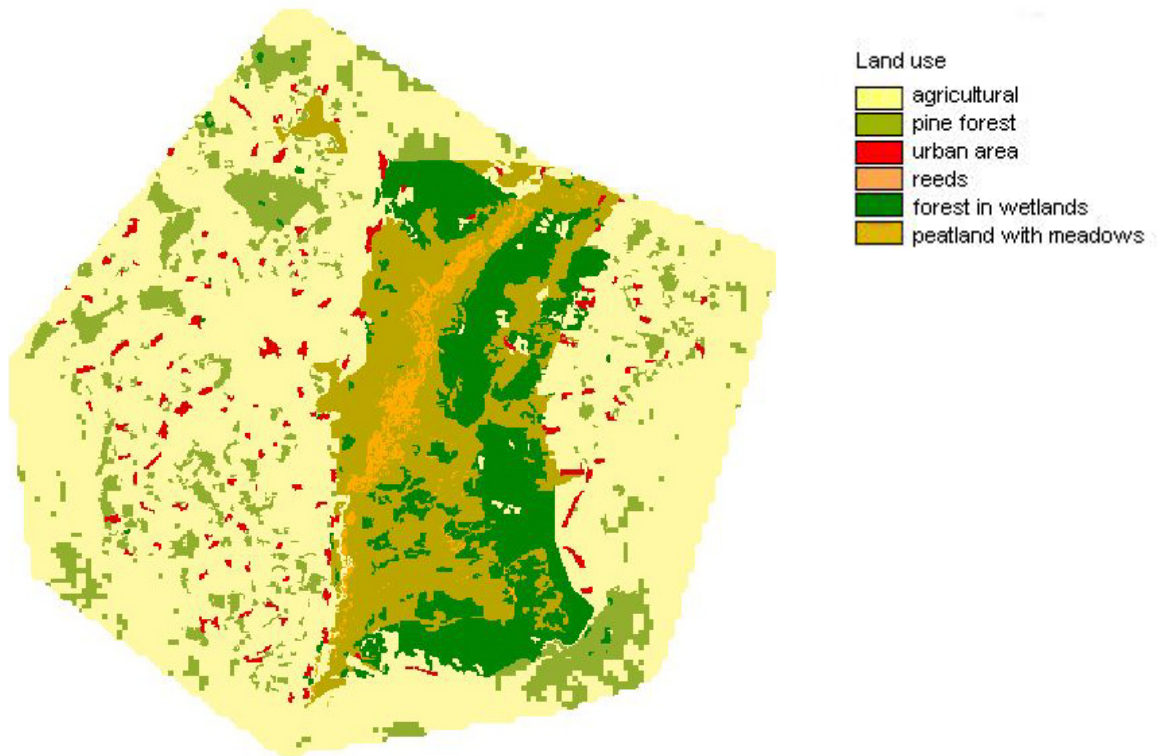 Land use
agricultural
pine forest
urban area
reeds
forest in wetlands
peatland with meadows